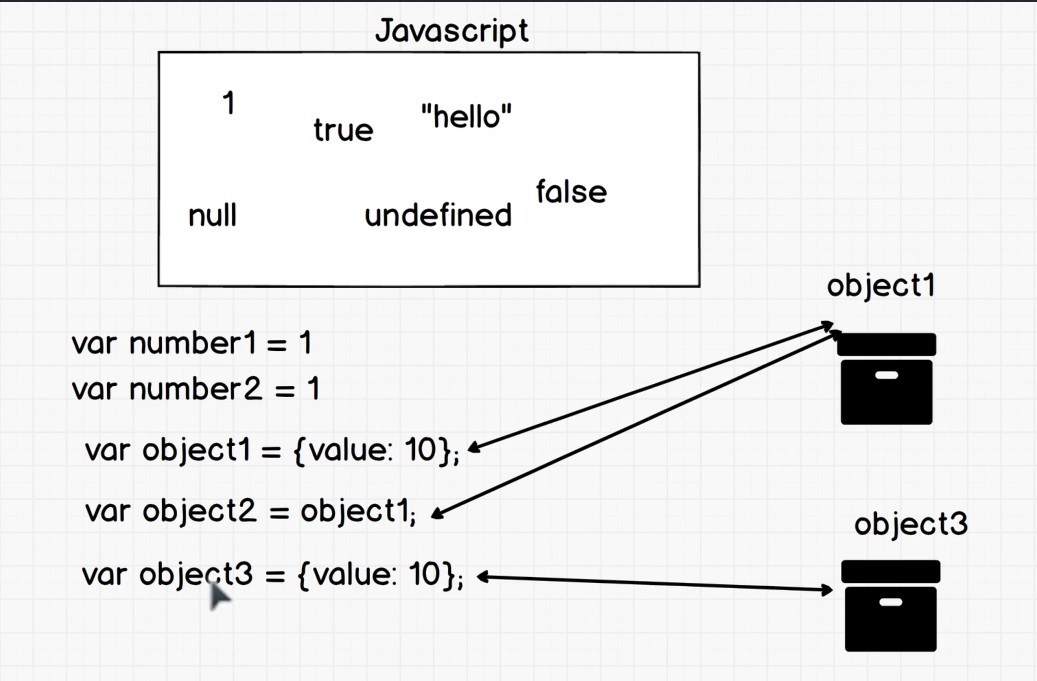 Javascript
1
true
"hello"
false
null
undefined
object1
var number1 = 1
var number2 = 1
var object1 = {value: 10};
var object2 = object1;
object3
var object3 = {value: 10};